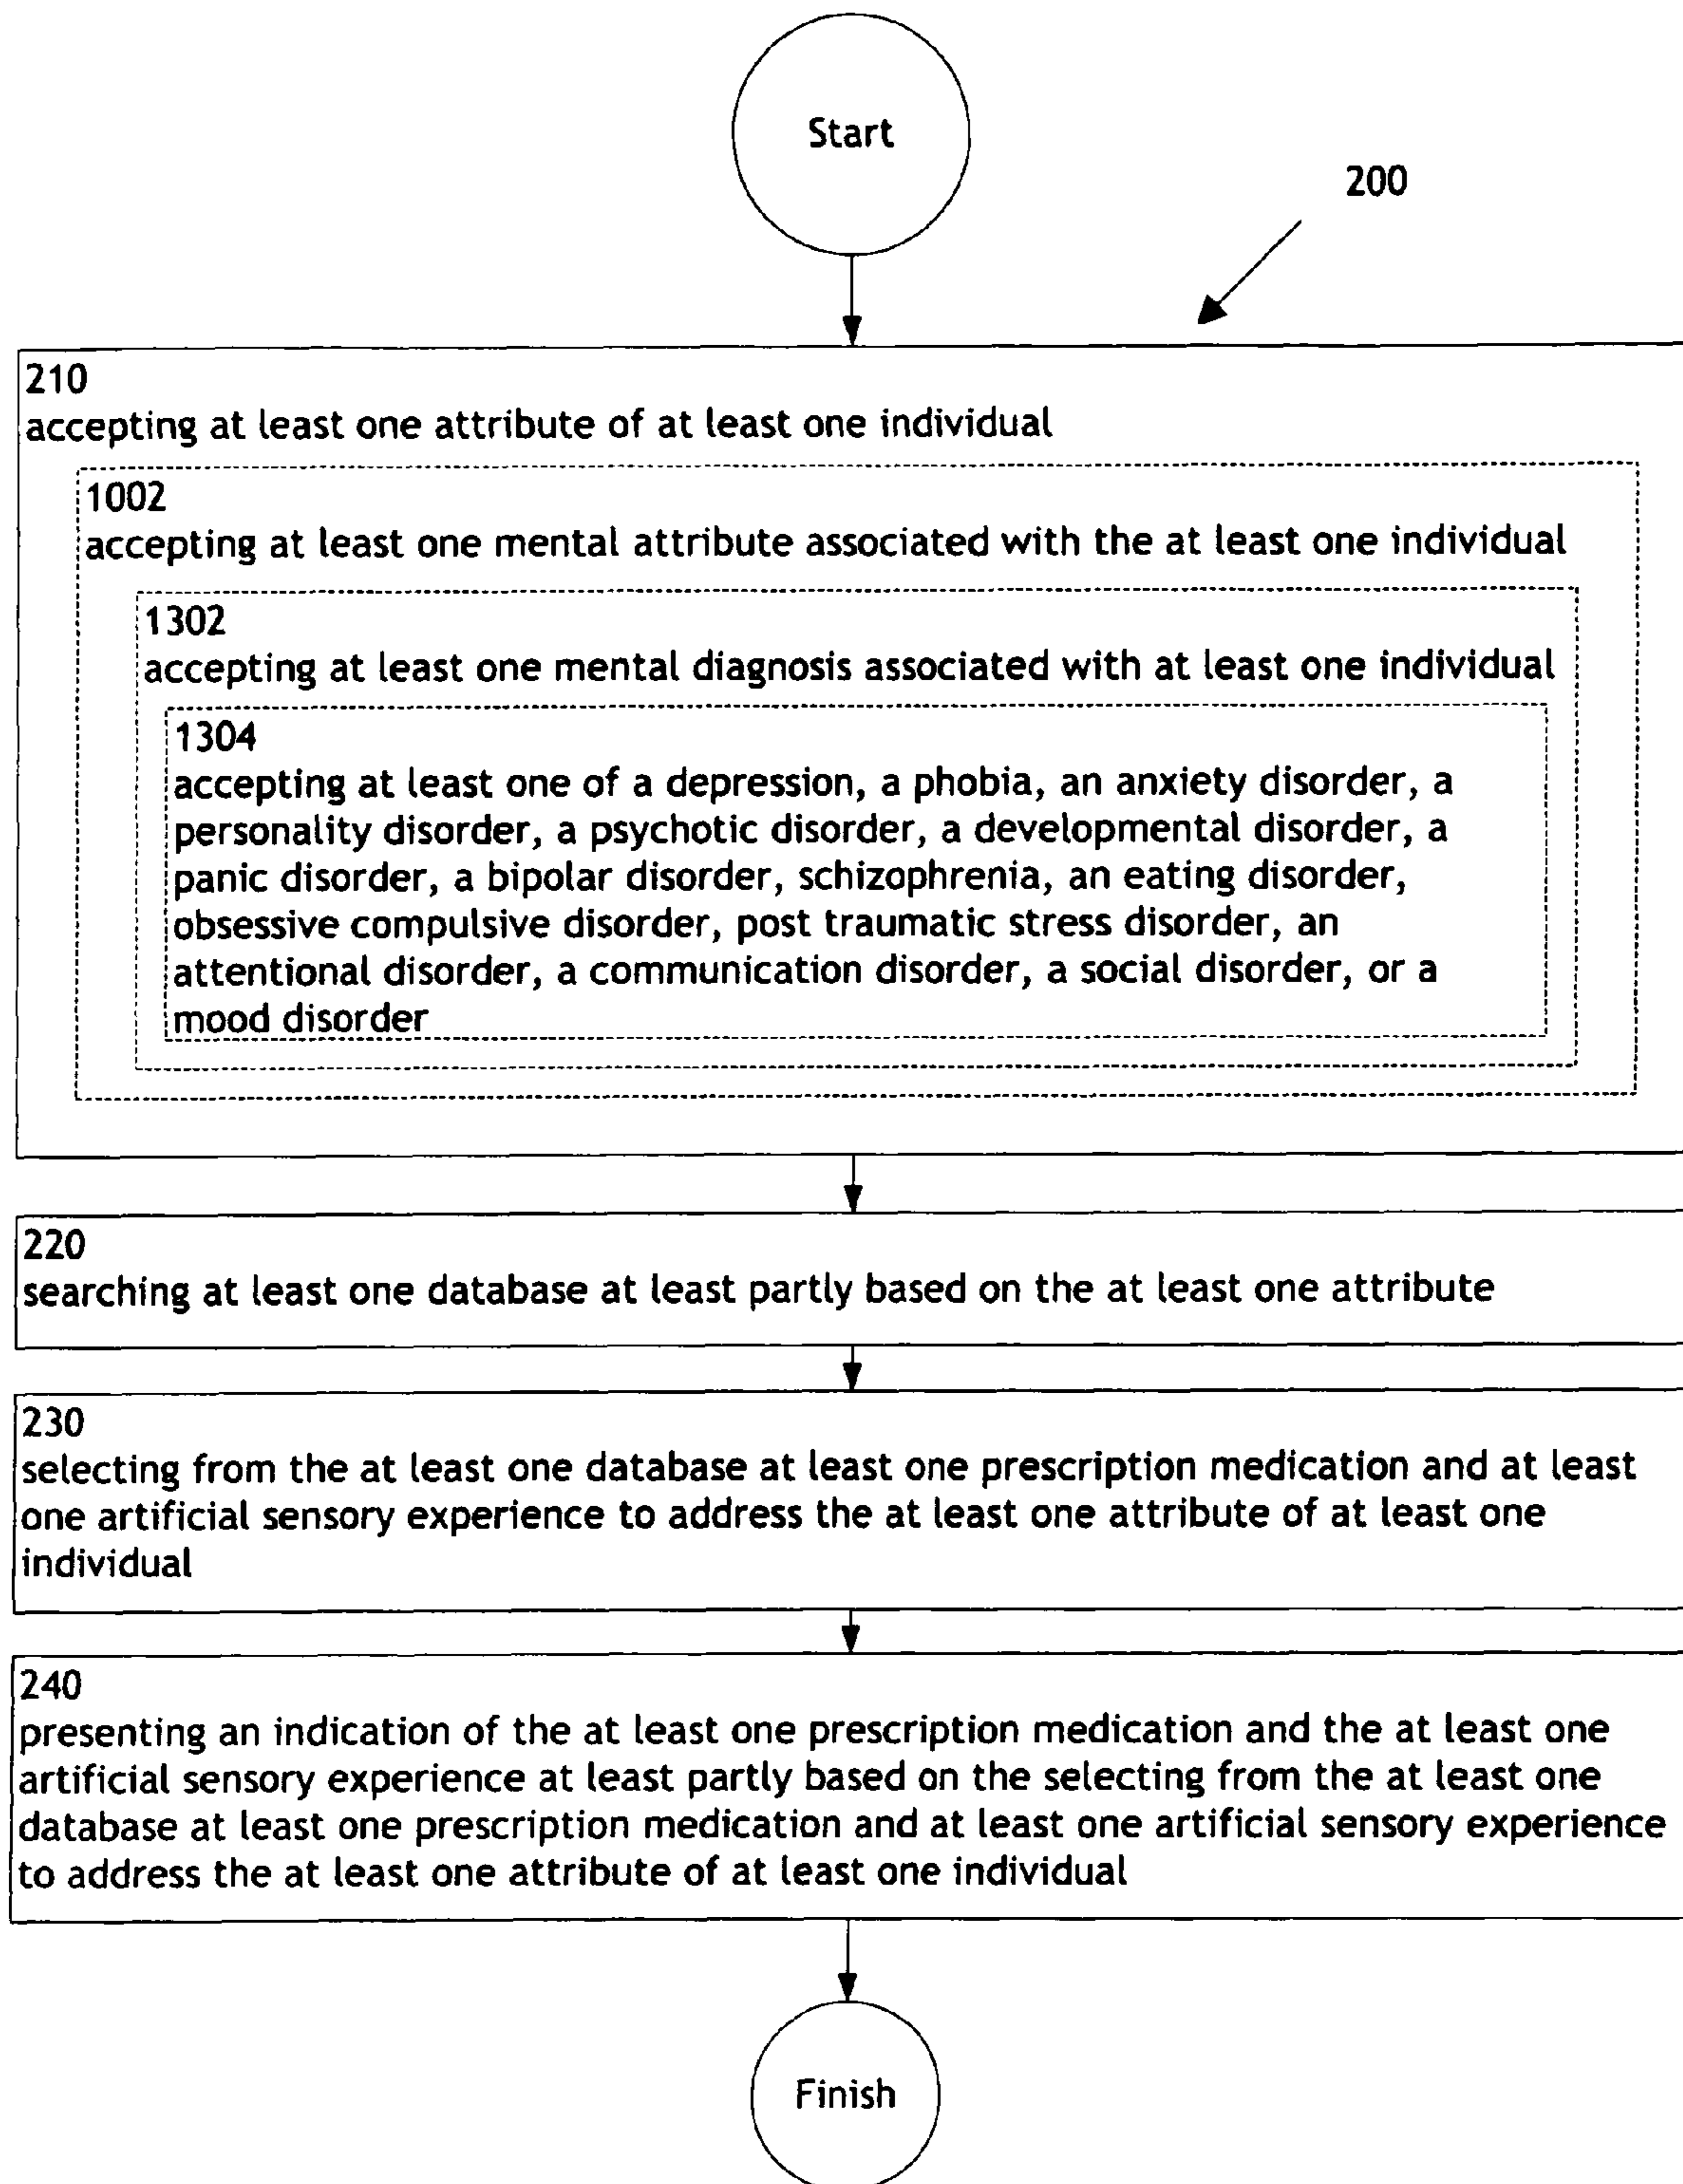 Start
200
210
accepting at least one attribute of at least one individual
1002
accepting at least one mental attribute associated with the at least one individual
1302
accepting at least one mental diagnosis associated with at least one individual
1304
accepting at least one of a depression, a phobia, an anxiety disorder, a
personality disorder, a psychotic disorder, a developmental disorder, a
panic disorder, a bipolar disorder, schizophrenia, an eating disorder,
obsessive compulsive disorder, post traumatic stress disorder, an
attentional disorder, a communication disorder, a social disorder, or a
mood disorder
220
searching at least one database at least partly based on the at least one attribute
230
selecting from the at least one database at least one prescription medication and at least
one artificial sensory experience to address the at least one attribute of at least one
individual
240
presenting an indication of the at least one prescription medication and the at least one
artificial sensory experience at least partly based on the selecting from the at least one
database at least one prescription medication and at least one artificial sensory experience
to address the at least one attribute of at least one individual
Finish